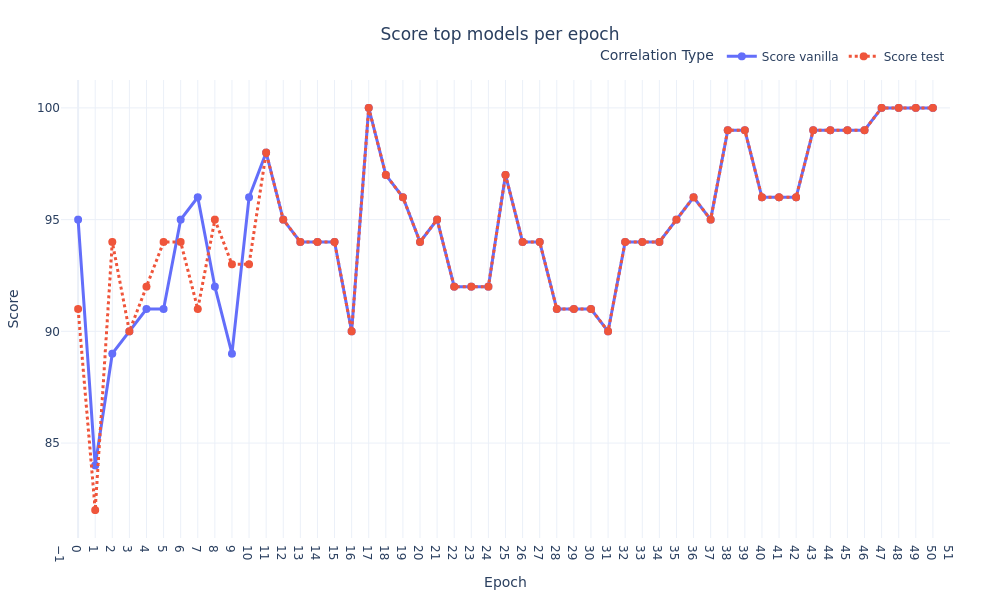 Score top models per epoch
Correlation Type Score vanilla Score test
100
95
90
85
Score
−1 0 1 2 3 4 5 6 7 8 9 10 11 12 13 14 15 16 17 18 19 20 21 22 23 24 25 26 27 28 29 30 31 32 33 34 35 36 37 38 39 40 41 42 43 44 45 46 47 48 49 50 51
Epoch